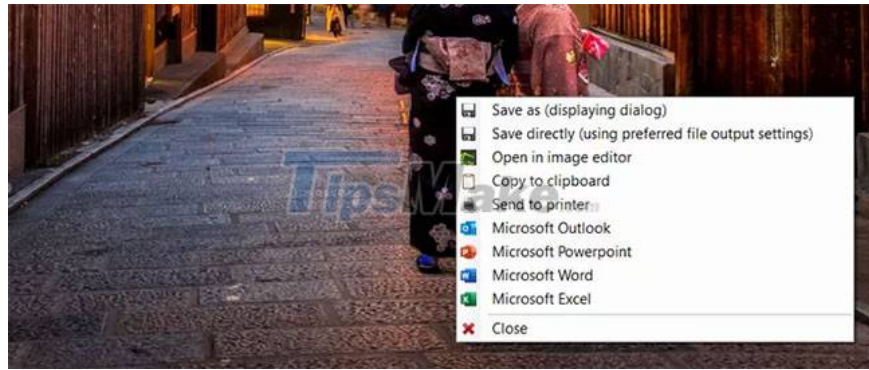 Save as (displaying dialog)
Save directly (using preferred file output settings)
Open in image editor
TipsMake.com
Copy to clipboard
Send to printer
Microsoft Outlook
Microsoft Powerpoint
Microsoft Word
Microsoft Excel
Close